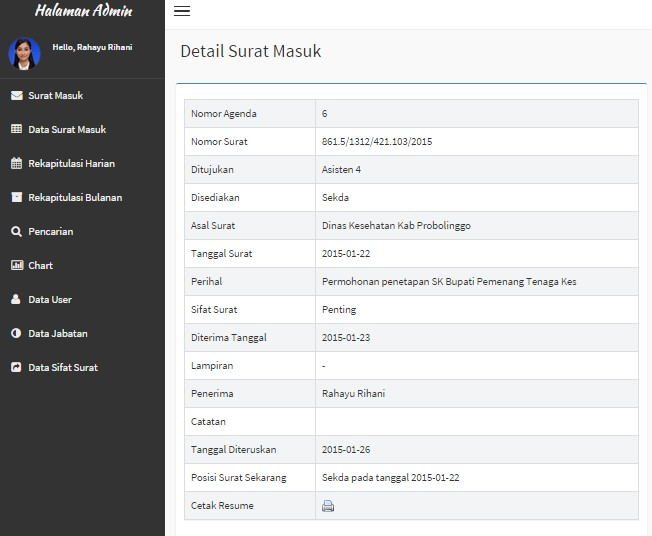 Halaman Admin
Hello, Rahayu Rihani
Surat Masuk
Data Surat Masuk
Rekapitulasi Harian
Rekapitulasi Bulanan
Pencarian
Chart
Data User
Data Jabatan
Data Sifat Surat
Detail Surat Masuk
Nomor Agenda 6
Nomor Surat 861.5/1312/421.103/2015
Ditujukan Asisten 4
Disediakan Sekda
Asal Surat Dinas Kesehatan Kab Probolinggo
Tanggal Surat 2015-01-22
Perihal Permohonan penetapan SK Bupati Pemenang Tenaga Kes
Sifat Surat Penting
Diterima Tanggal 2015-01-23
Lampiran -
Penerima Rahayu Rihani
Catatan
Tanggal Diteruskan 2015-01-26
Posisi Surat Sekarang Sekda pada tanggal 2015-01-22
Cetak Resume